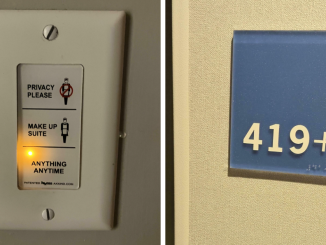 PRIVACY
PLEASE
MAKE UP
SUITE
ANYTHING
ANYTIME
419+